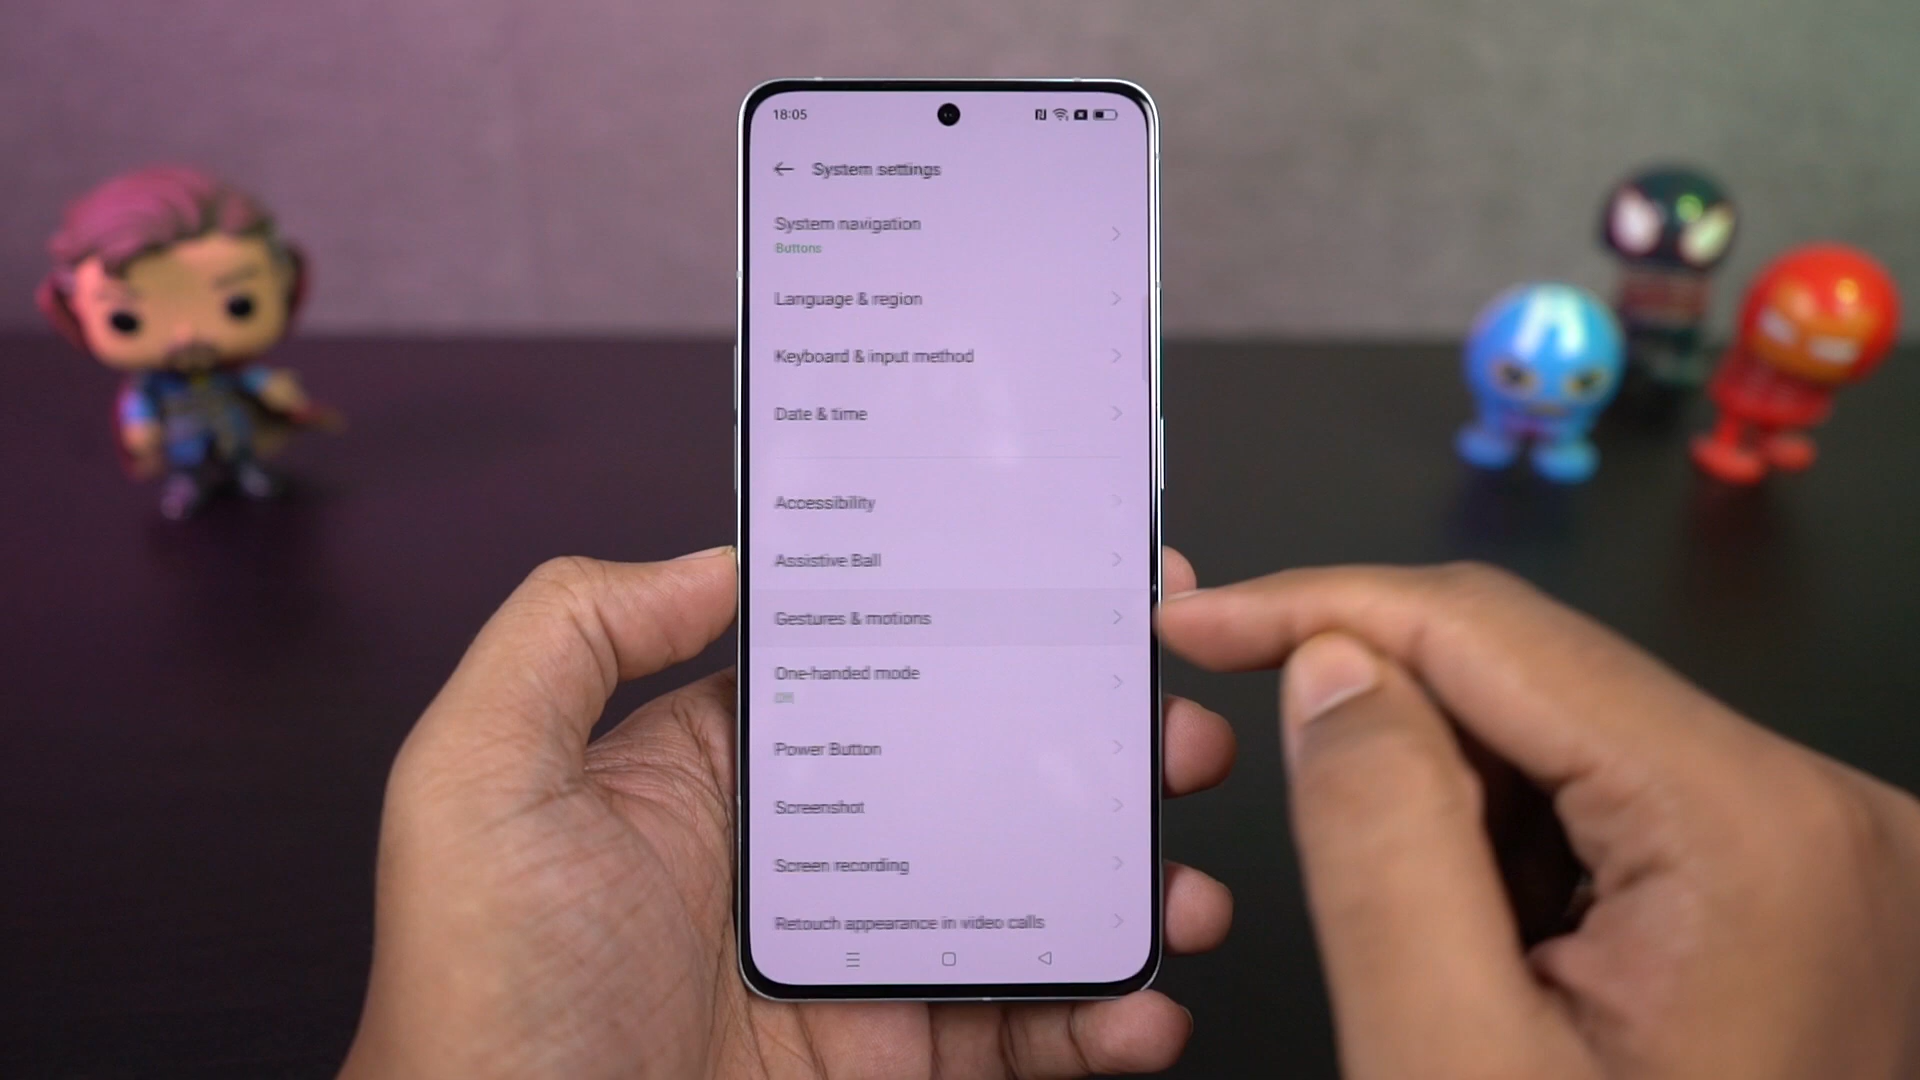 18:05
System settings
System navigation
Buttons
Language & region
Keyboard & input method
Date & time
Accessibility
Assistive Ball
Gestures & motions
One-handed mode
Off
Power Button
Screenshot
Screen recording
Retouch appearance in video calls